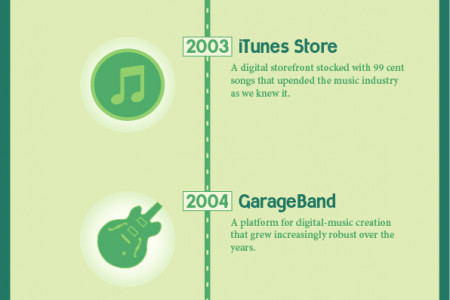 2003 iTunes Store
A digital storefront stocked with 99 cent
songs that upended the music industry
as we knew it.
2004 GarageBand
A platform for digital-music creation
that grew increasingly robust over the
years.